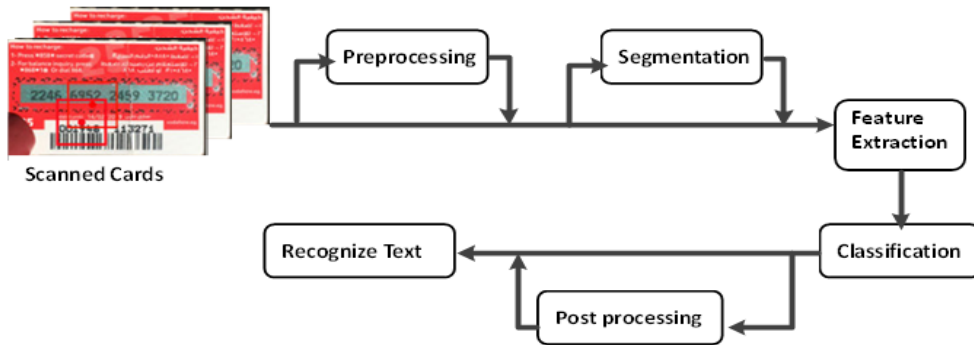 How to recharge:
2246 6952 2459 3720
Scanned Cards
Preprocessing
Segmentation
Feature
Extraction
Classification
Post processing
Recognize Text